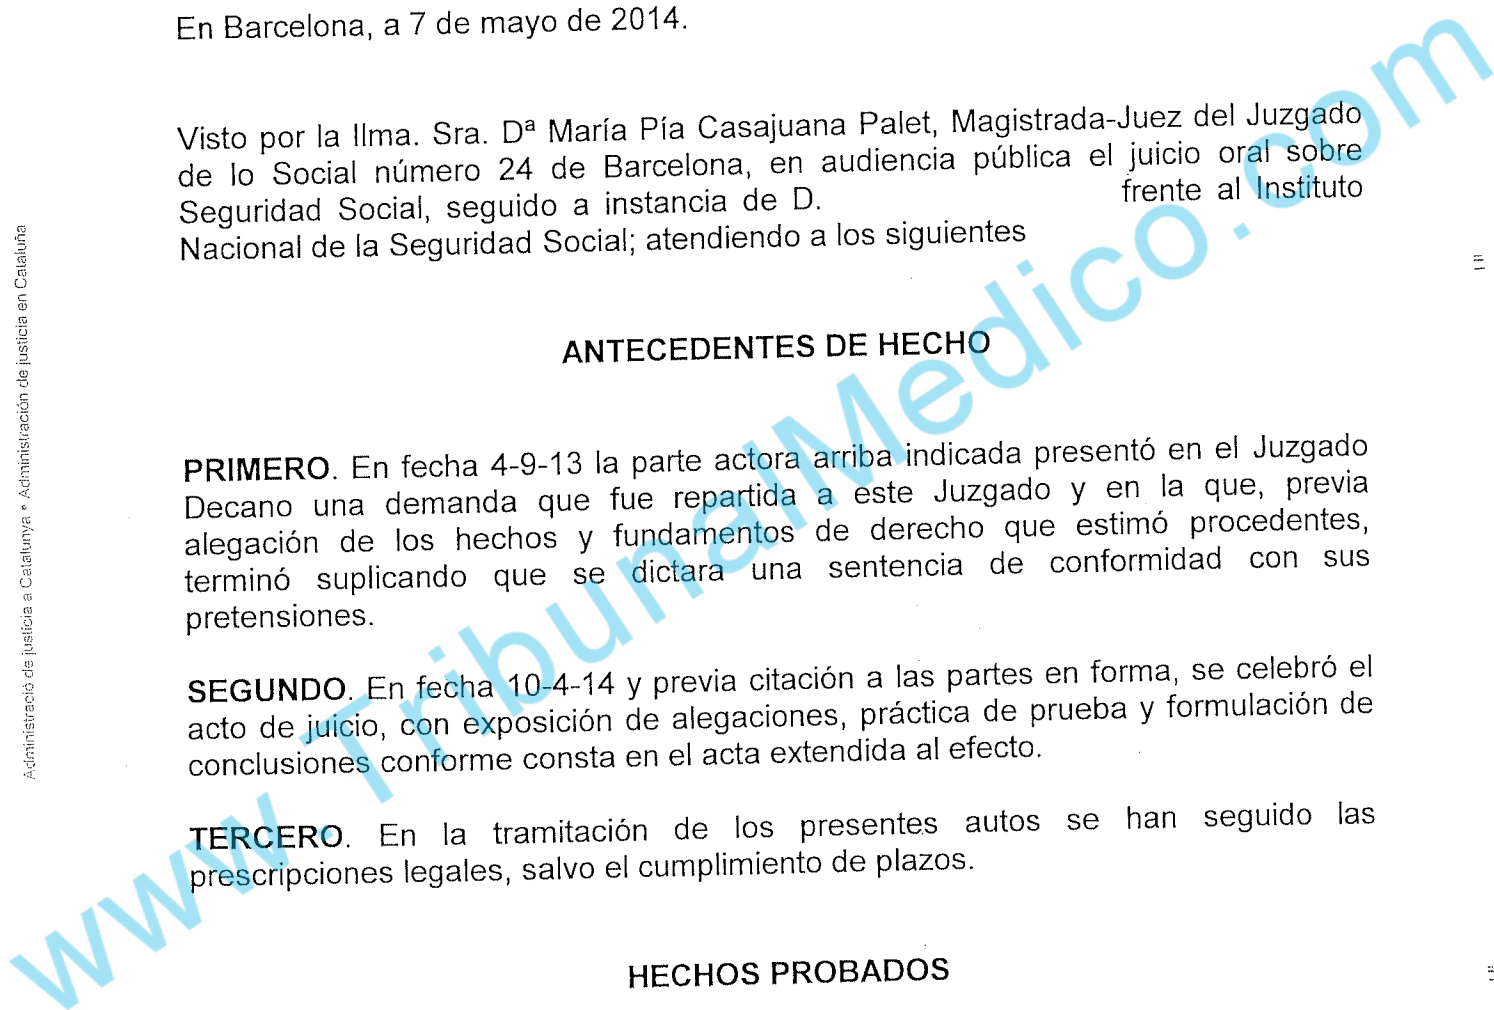 En Barcelona, a 7 de mayo de 2014.
Visto por la Ilma. Sra. Dª María Pía Casajuana Palet, Magistrada-Juez del Juzgado
de lo Social número 24 de Barcelona, en audiencia pública el juicio oral sobre
Seguridad Social, seguido a instancia de D. frente al Instituto
Nacional de la Seguridad Social; atendiendo a los siguientes
ANTECEDENTES DE HECHO
PRIMERO. En fecha 4-9-13 la parte actora arriba indicada presentó en el Juzgado
Decano una demanda que fue repartida a este Juzgado y en la que, previa
alegación de los hechos y fundamentos de derecho que estimó procedentes,
terminó suplicando que se dictara una sentencia de conformidad con sus
pretensiones.
SEGUNDO. En fecha 10-4-14 y previa citación a las partes en forma, se celebró el
acto de juicio, con exposición de alegaciones, práctica de prueba y formulación de
conclusiones conforme consta en el acta extendida al efecto.
TERCERO. En la tramitación de los presentes autos se han seguido las
prescripciones legales, salvo el cumplimiento de plazos.
HECHOS PROBADOS
Administració de justícia a Catalunya • Administración de justicia en Cataluña
www.TribunalMedico.com